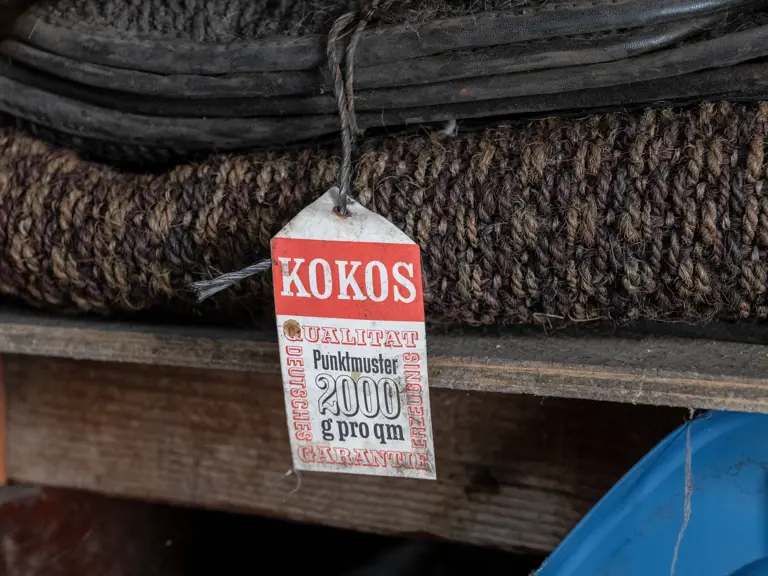 KOKOS
QUALITAT
DEUTSCHES
Punktmuster
2000
g pro qm
ERZEUGNIS
GARANTIE